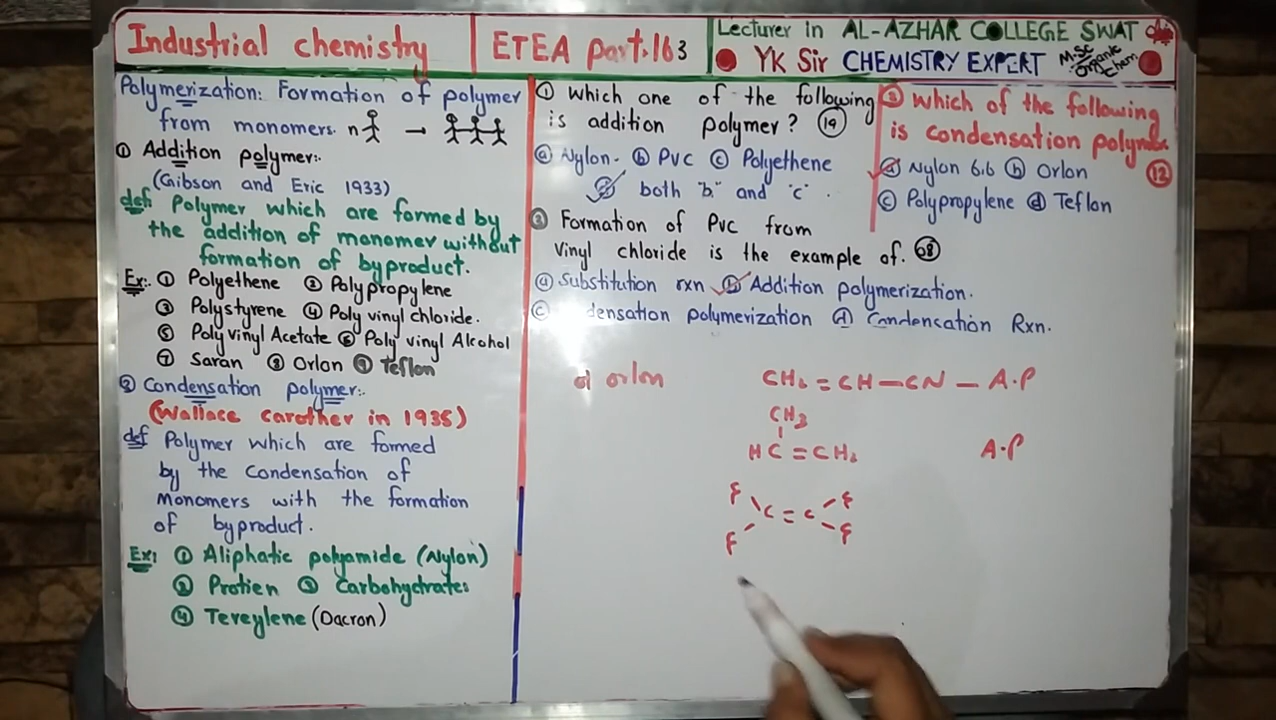 Industrial chemistry
ETEA part.16 3
Lecturer in AL-AZHAR COLLEGE SWAT
YK Sir CHEMISTRY EXPERT
M.Sc
Organic
Chem.
Polymerization: Formation of polymer
from monomers. n →
① Addition polymer:.
(Gibson and Eric 1933)
def: Polymer which are formed by
the addition of monomer without
formation of byproduct.
Ex:. ① Polyethene ② Polypropylene
③ Polystyrene ④ Poly vinyl chloride.
⑤ Poly vinyl Acetate ⑥ Poly vinyl Alcohol
⑦ Saran ⑧ Orlon ⑨ Teflon
② Condensation polymer:.
(Wallace Carother in 1935)
def Polymer which are formed
by the condensation of
Monomers with the formation
of byproduct.
Ex: ① Aliphatic polyamide (Nylon)
② Protien ③ Carbohydrates
④ Tereylene (Dacron)
① Which one of the following
is addition polymer? 19
ⓐ Nylon. ⓑ PVC ⓒ Polyethene
both "b" and "c".
② Formation of PVC from
vinyl chloride is the example of. 08
ⓐ Substitution rxn ⓑ Addition polymerization.
ⓒ densation polymerization ⓓ Condencation Rxn.
③ Which of the following
is condensation polymer
12
ⓐ Nylon 6.6 ⓑ Orlon
ⓒ Polypropylene ⓓ Teflon
orlon CH₂ = CH — CN — A.P
CH₃
HC = CH₂ A.P
F F
C = C
F F